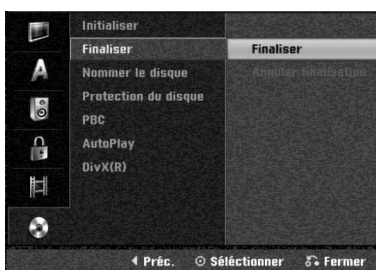 Initialiser
Finaliser
Finaliser
Nommer le disque
Annuler finalisation
Protection du disque
PBC
AutoPlay
DivX(R)
Préc.
Séléctionner
Fermer